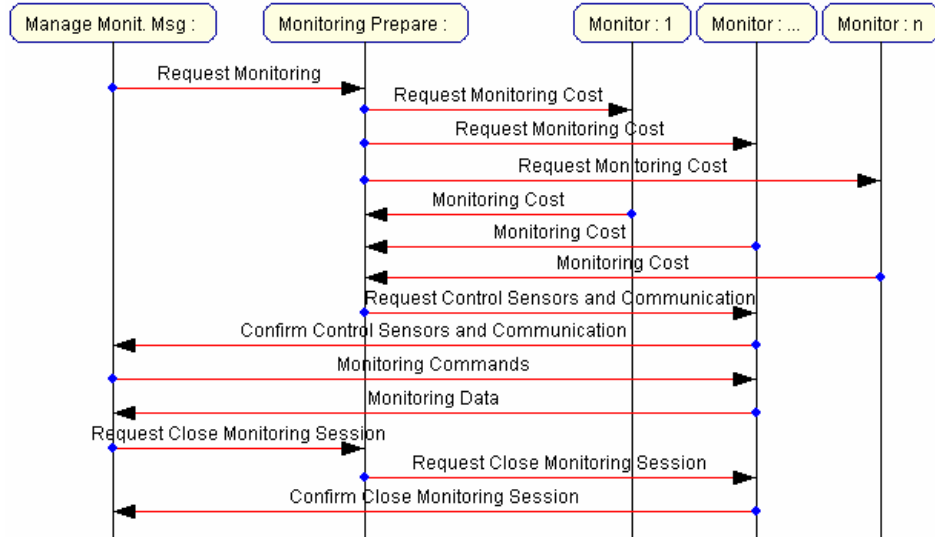 Manage Monit. Msg :
Monitoring Prepare :
Monitor : 1
Monitor : ...
Monitor : n
Request Monitoring
Request Monitoring Cost
Request Monitoring Cost
Request Monitoring Cost
Monitoring Cost
Monitoring Cost
Monitoring Cost
Request Control Sensors and Communication
Confirm Control Sensors and Communication
Monitoring Commands
Monitoring Data
Request Close Monitoring Session
Request Close Monitoring Session
Confirm Close Monitoring Session